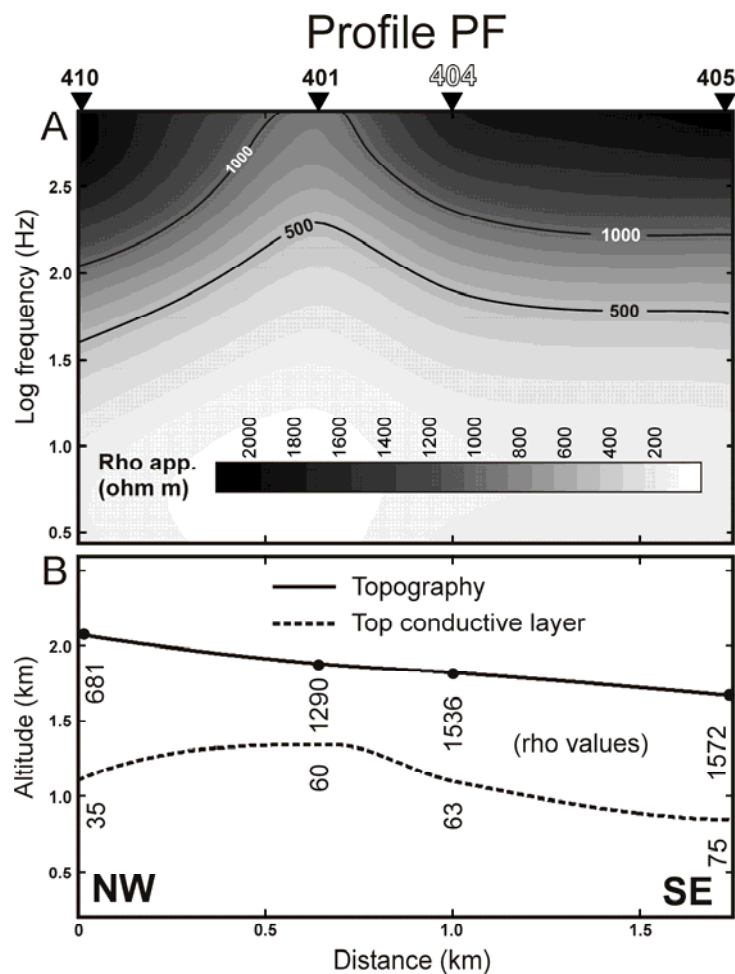 Profile PF
410 401 404 405
A
Log frequency (Hz)
2.5
2.0
1.5
1.0
0.5
1000
500
1000
500
Rho app.
(ohm m)
2000 1800 1600 1400 1200 1000 800 600 400 200
B
Altitude (km)
2.0
1.5
1.0
0.5
Topography
Top conductive layer
681 1290 1536 1572
(rho values)
35 60 63 75
NW SE
0 0.5 1.0 1.5
Distance (km)